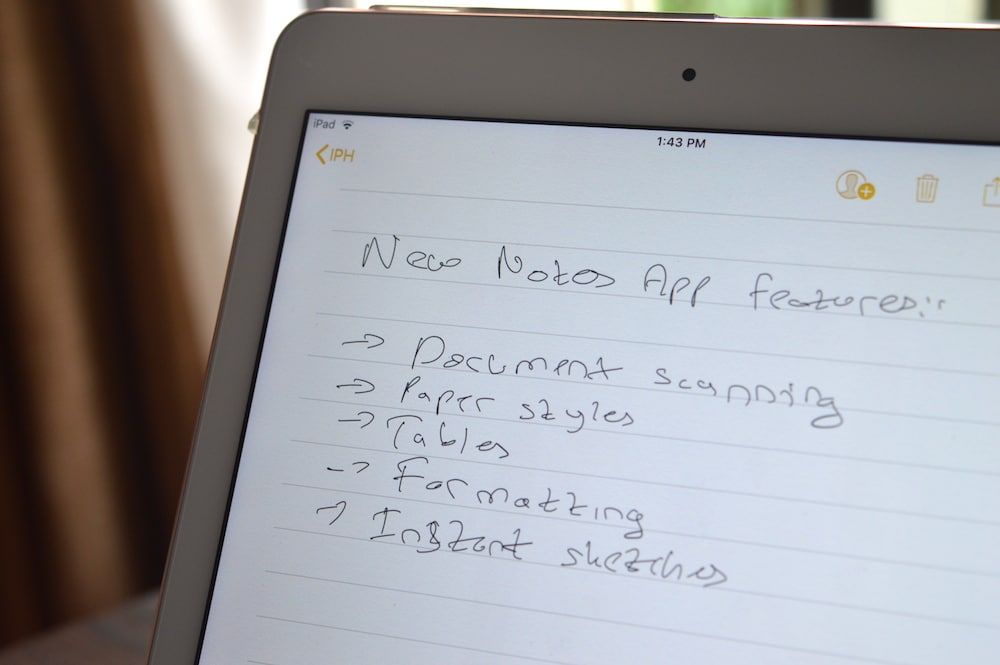 iPad
1:43 PM
IPH
New Notes App features:-
→ Document scanning
→ Paper styles
→ Tables
→ Formatting
→ Instant sketches